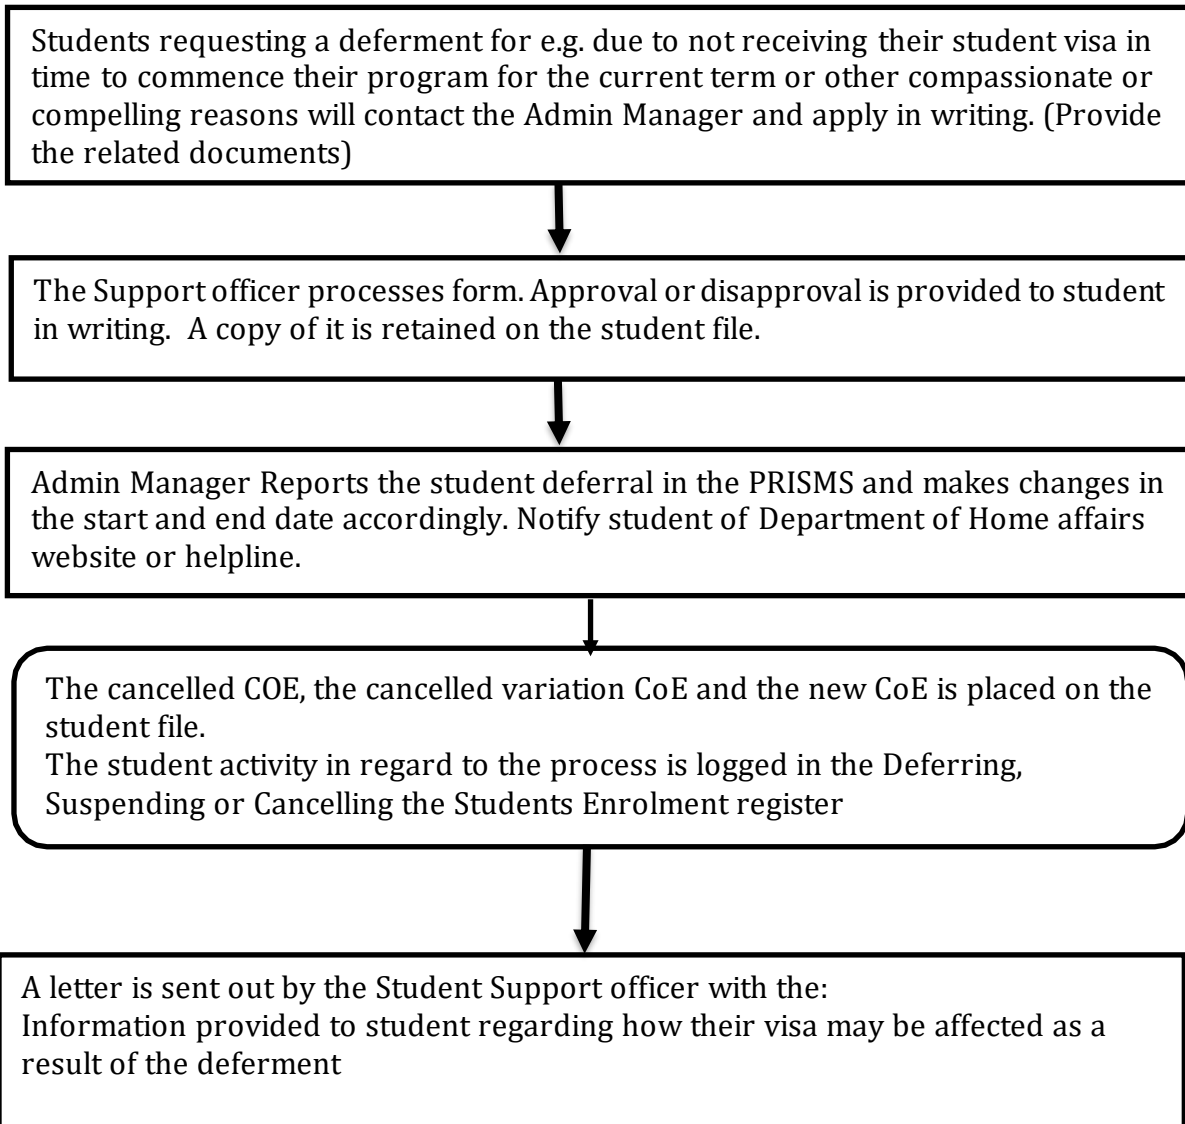 Students requesting a deferment for e.g. due to not receiving their student visa in
time to commence their program for the current term or other compassionate or
compelling reasons will contact the Admin Manager and apply in writing. (Provide
the related documents)
The Support officer processes form. Approval or disapproval is provided to student
in writing.  A copy of it is retained on the student file.
Admin Manager Reports the student deferral in the PRISMS and makes changes in
the start and end date accordingly. Notify student of Department of Home affairs
website or helpline.
The cancelled COE, the cancelled variation CoE and the new CoE is placed on the
student file.
The student activity in regard to the process is logged in the Deferring,
Suspending or Cancelling the Students Enrolment register
A letter is sent out by the Student Support officer with the:
Information provided to student regarding how their visa may be affected as a
result of the deferment